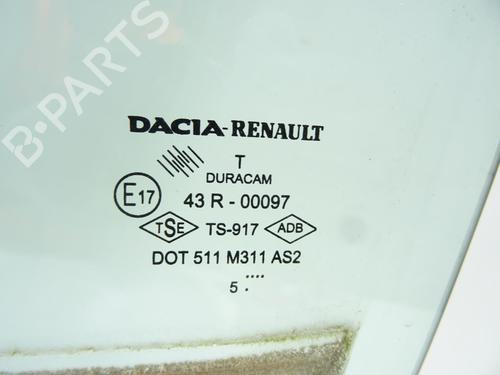 B-PARTS
DACIA-RENAULT
T
DURACAM
E17 43 R - 00097
TSE TS-917 ADB
DOT 511 M311 AS2
....
5 :